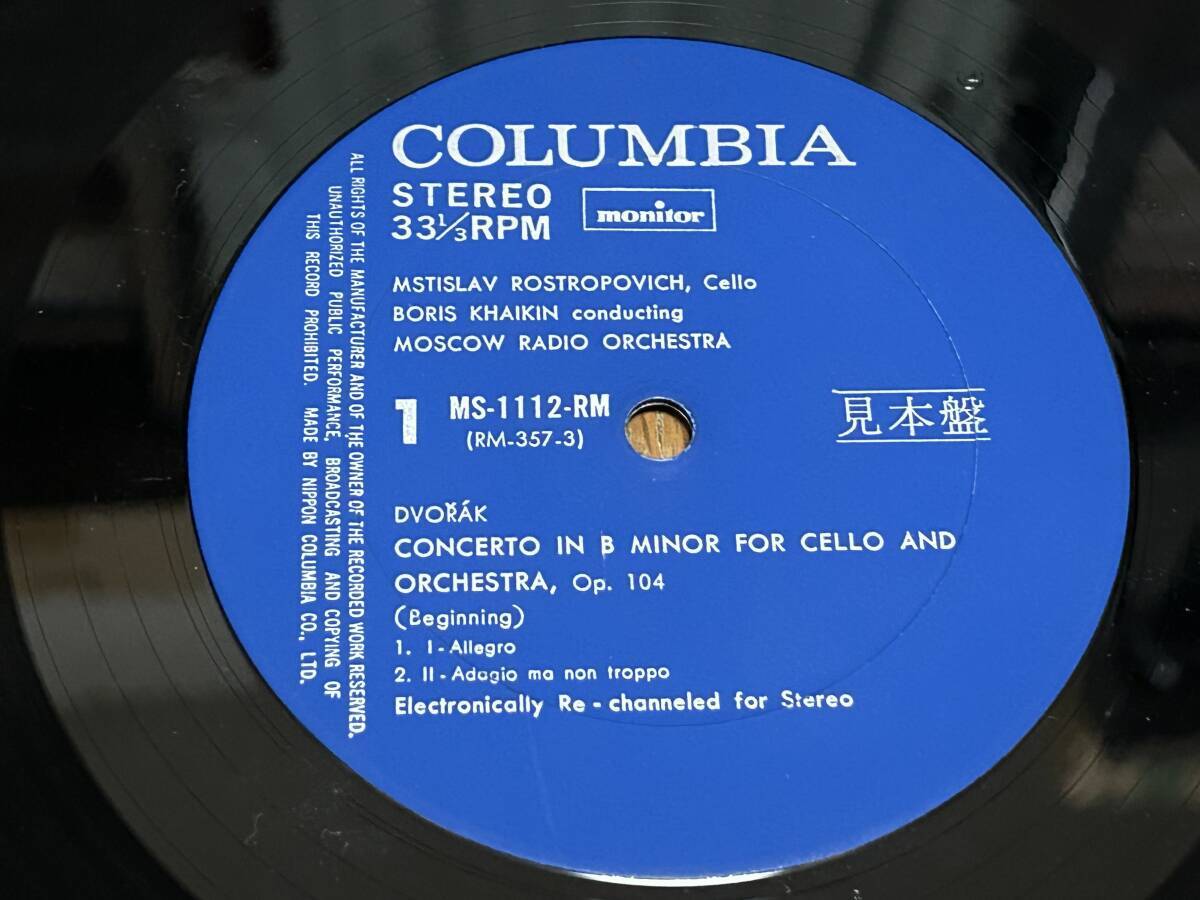 COLUMBIA
STEREO
33⅓RPM
monitor
MSTISLAV ROSTROPOVICH, Cello
BORIS KHAIKIN conducting
MOSCOW RADIO ORCHESTRA
1
MS-1112-RM
(RM-357-3)
見本盤
DVOŘÁK
CONCERTO IN B MINOR FOR CELLO AND
ORCHESTRA, Op. 104
(Beginning)
1. I-Allegro
2. II-Adagio ma non troppo
Electronically Re-channeled for Stereo
ALL RIGHTS OF THE MANUFACTURER AND OF THE OWNER OF THE RECORDED WORK RESERVED.
UNAUTHORIZED PUBLIC PERFORMANCE, BROADCASTING AND COPYING OF
THIS RECORD PROHIBITED. MADE BY NIPPON COLUMBIA CO., LTD.